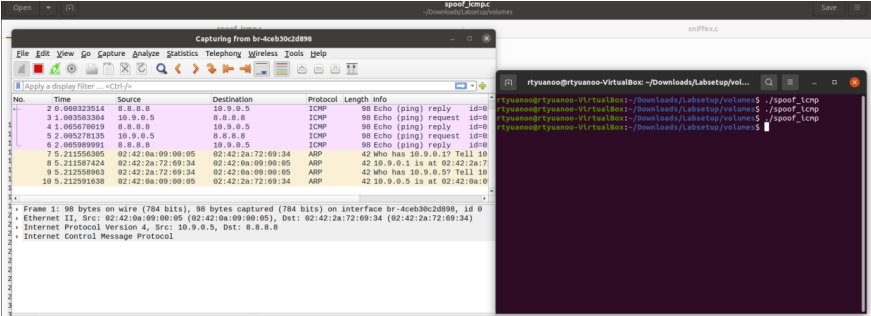 Open
spoof_icmp.c
~/Downloads/Labsetup/volumes
Save
spoof_icmp.c
sniffex.c
Capturing from br-4ceb30c2d898
File Edit View Go Capture Analyze Statistics Telephony Wireless Tools Help
Apply a display filter ... <Ctrl-/>
No. Time Source Destination Protocol Length Info
2 0.060323514 8.8.8.8 10.9.0.5 ICMP 98 Echo (ping) reply id=0
3 1.003583304 10.9.0.5 8.8.8.8 ICMP 98 Echo (ping) request id=0
4 1.065670019 8.8.8.8 10.9.0.5 ICMP 98 Echo (ping) reply id=0
5 2.005278135 10.9.0.5 8.8.8.8 ICMP 98 Echo (ping) request id=0
6 2.065989991 8.8.8.8 10.9.0.5 ICMP 98 Echo (ping) reply id=0
7 5.211556305 02:42:0a:09:00:05 02:42:2a:72:69:34 ARP 42 Who has 10.9.0.1? Tell 10
8 5.211587424 02:42:2a:72:69:34 02:42:0a:09:00:05 ARP 42 10.9.0.1 is at 02:42:2a:7
9 5.212558963 02:42:2a:72:69:34 02:42:0a:09:00:05 ARP 42 Who has 10.9.0.5? Tell 10
10 5.212591638 02:42:0a:09:00:05 02:42:2a:72:69:34 ARP 42 10.9.0.5 is at 02:42:0a:0
Frame 1: 98 bytes on wire (784 bits), 98 bytes captured (784 bits) on interface br-4ceb30c2d898, id 0
Ethernet II, Src: 02:42:0a:09:00:05 (02:42:0a:09:00:05), Dst: 02:42:2a:72:69:34 (02:42:2a:72:69:34)
Internet Protocol Version 4, Src: 10.9.0.5, Dst: 8.8.8.8
Internet Control Message Protocol
rtyuanoo@rtyuanoo-VirtualBox: ~/Downloads/Labsetup/vol...
rtyuanoo@rtyuanoo-VirtualBox:~/Downloads/Labsetup/volumes$ ./spoof_icmp
rtyuanoo@rtyuanoo-VirtualBox:~/Downloads/Labsetup/volumes$ ./spoof_icmp
rtyuanoo@rtyuanoo-VirtualBox:~/Downloads/Labsetup/volumes$ ./spoof_icmp
rtyuanoo@rtyuanoo-VirtualBox:~/Downloads/Labsetup/volumes$